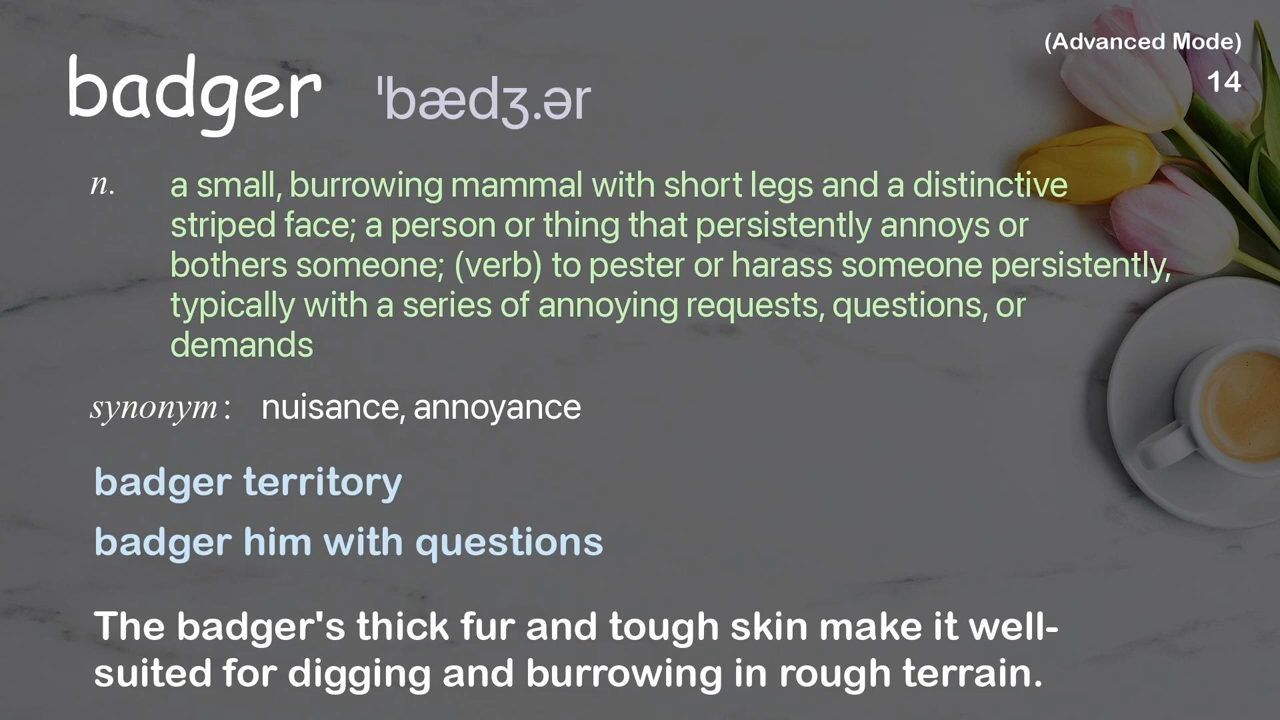 (Advanced Mode)
14
badger ˈbædʒ.ər
n. a small, burrowing mammal with short legs and a distinctive
striped face; a person or thing that persistently annoys or
bothers someone; (verb) to pester or harass someone persistently,
typically with a series of annoying requests, questions, or
demands
synonym: nuisance, annoyance
badger territory
badger him with questions
The badger's thick fur and tough skin make it well-
suited for digging and burrowing in rough terrain.